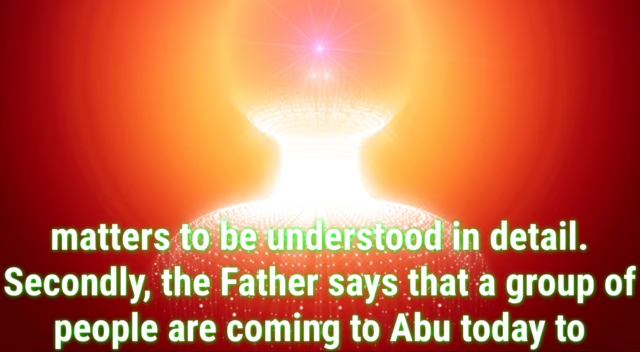 matters to be understood in detail.
Secondly, the Father says that a group of
people are coming to Abu today to